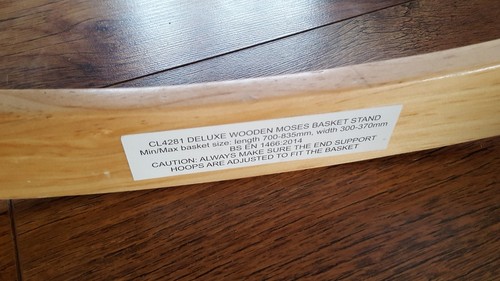 CL4281 DELUXE WOODEN MOSES BASKET STAND
Min/Max basket size: length 700-835mm, width 300-370mm
BS EN 1466:2014
CAUTION: ALWAYS MAKE SURE THE END SUPPORT
HOOPS ARE ADJUSTED TO FIT THE BASKET